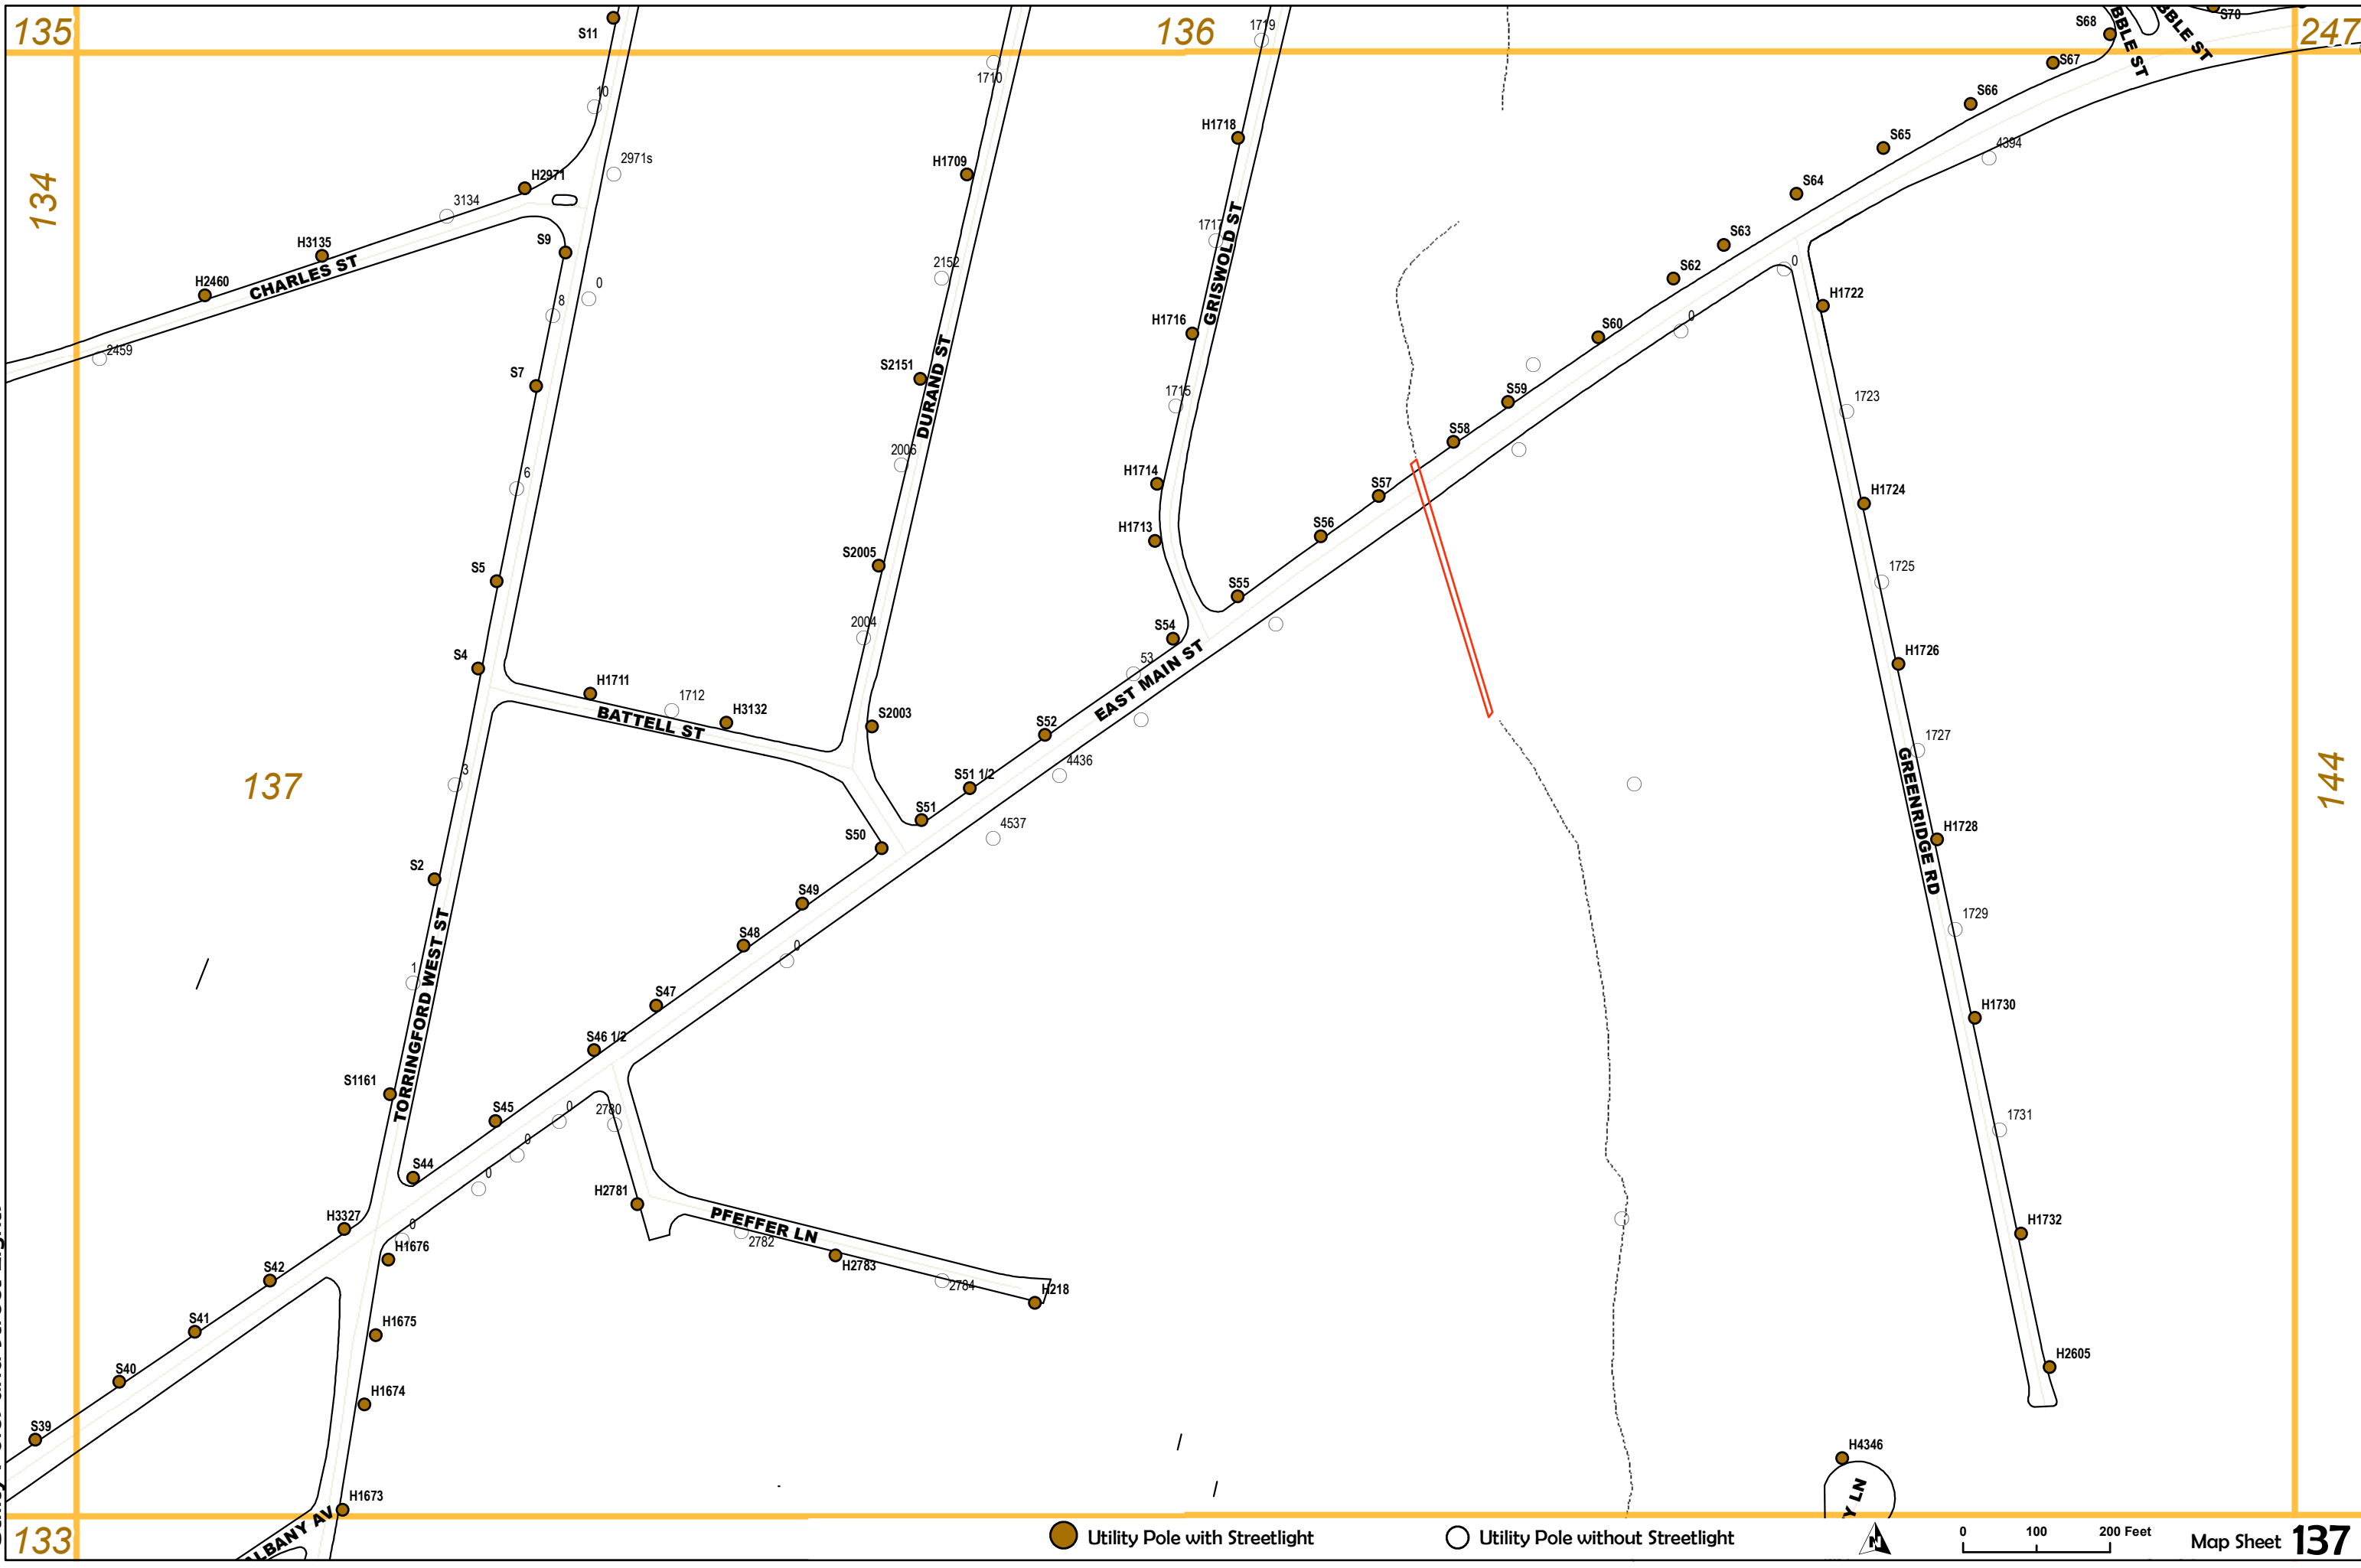 135
136
247
S11
1719
S68
BBLE ST
BBLE ST
S70
S67
1710
10
S66
H1718
S65
4394
2971s
H1709
H2971
134
3134
1717
GRISWOLD ST
S64
H3135
S9
S63
CHARLES ST
H2460
0
8
2152
S62
0
H1722
H1716
0
S60
2459
DURAND ST
S7
S2151
1715
S59
1723
S58
2006
6
H1714
S57
H1724
H1713
S56
S2005
S5
S55
1725
2004
S4
S54
EAST MAIN ST
53
H1726
H1711
1712
BATTELL ST
H3132
S2003
S52
1727
4436
3
137
S51 1/2
144
S51
4537
S50
H1728
GREENRIDGE RD
S2
S49
1729
S48
0
TORRINGFORD WEST ST
1
S47
H1730
S46 1/2
S1161
S45
0
2780
1731
0
S44
0
H2781
H3327
0
PFEFFER LN
H1732
H1676
2782
S42
H2783
2784
H218
S41
H1675
H2605
S40
H1674
S39
H4346
Y LN
H1673
ALBANY AV
133
Utility Pole with Streetlight
Utility Pole without Streetlight
N
0 100 200 Feet
Map Sheet 137